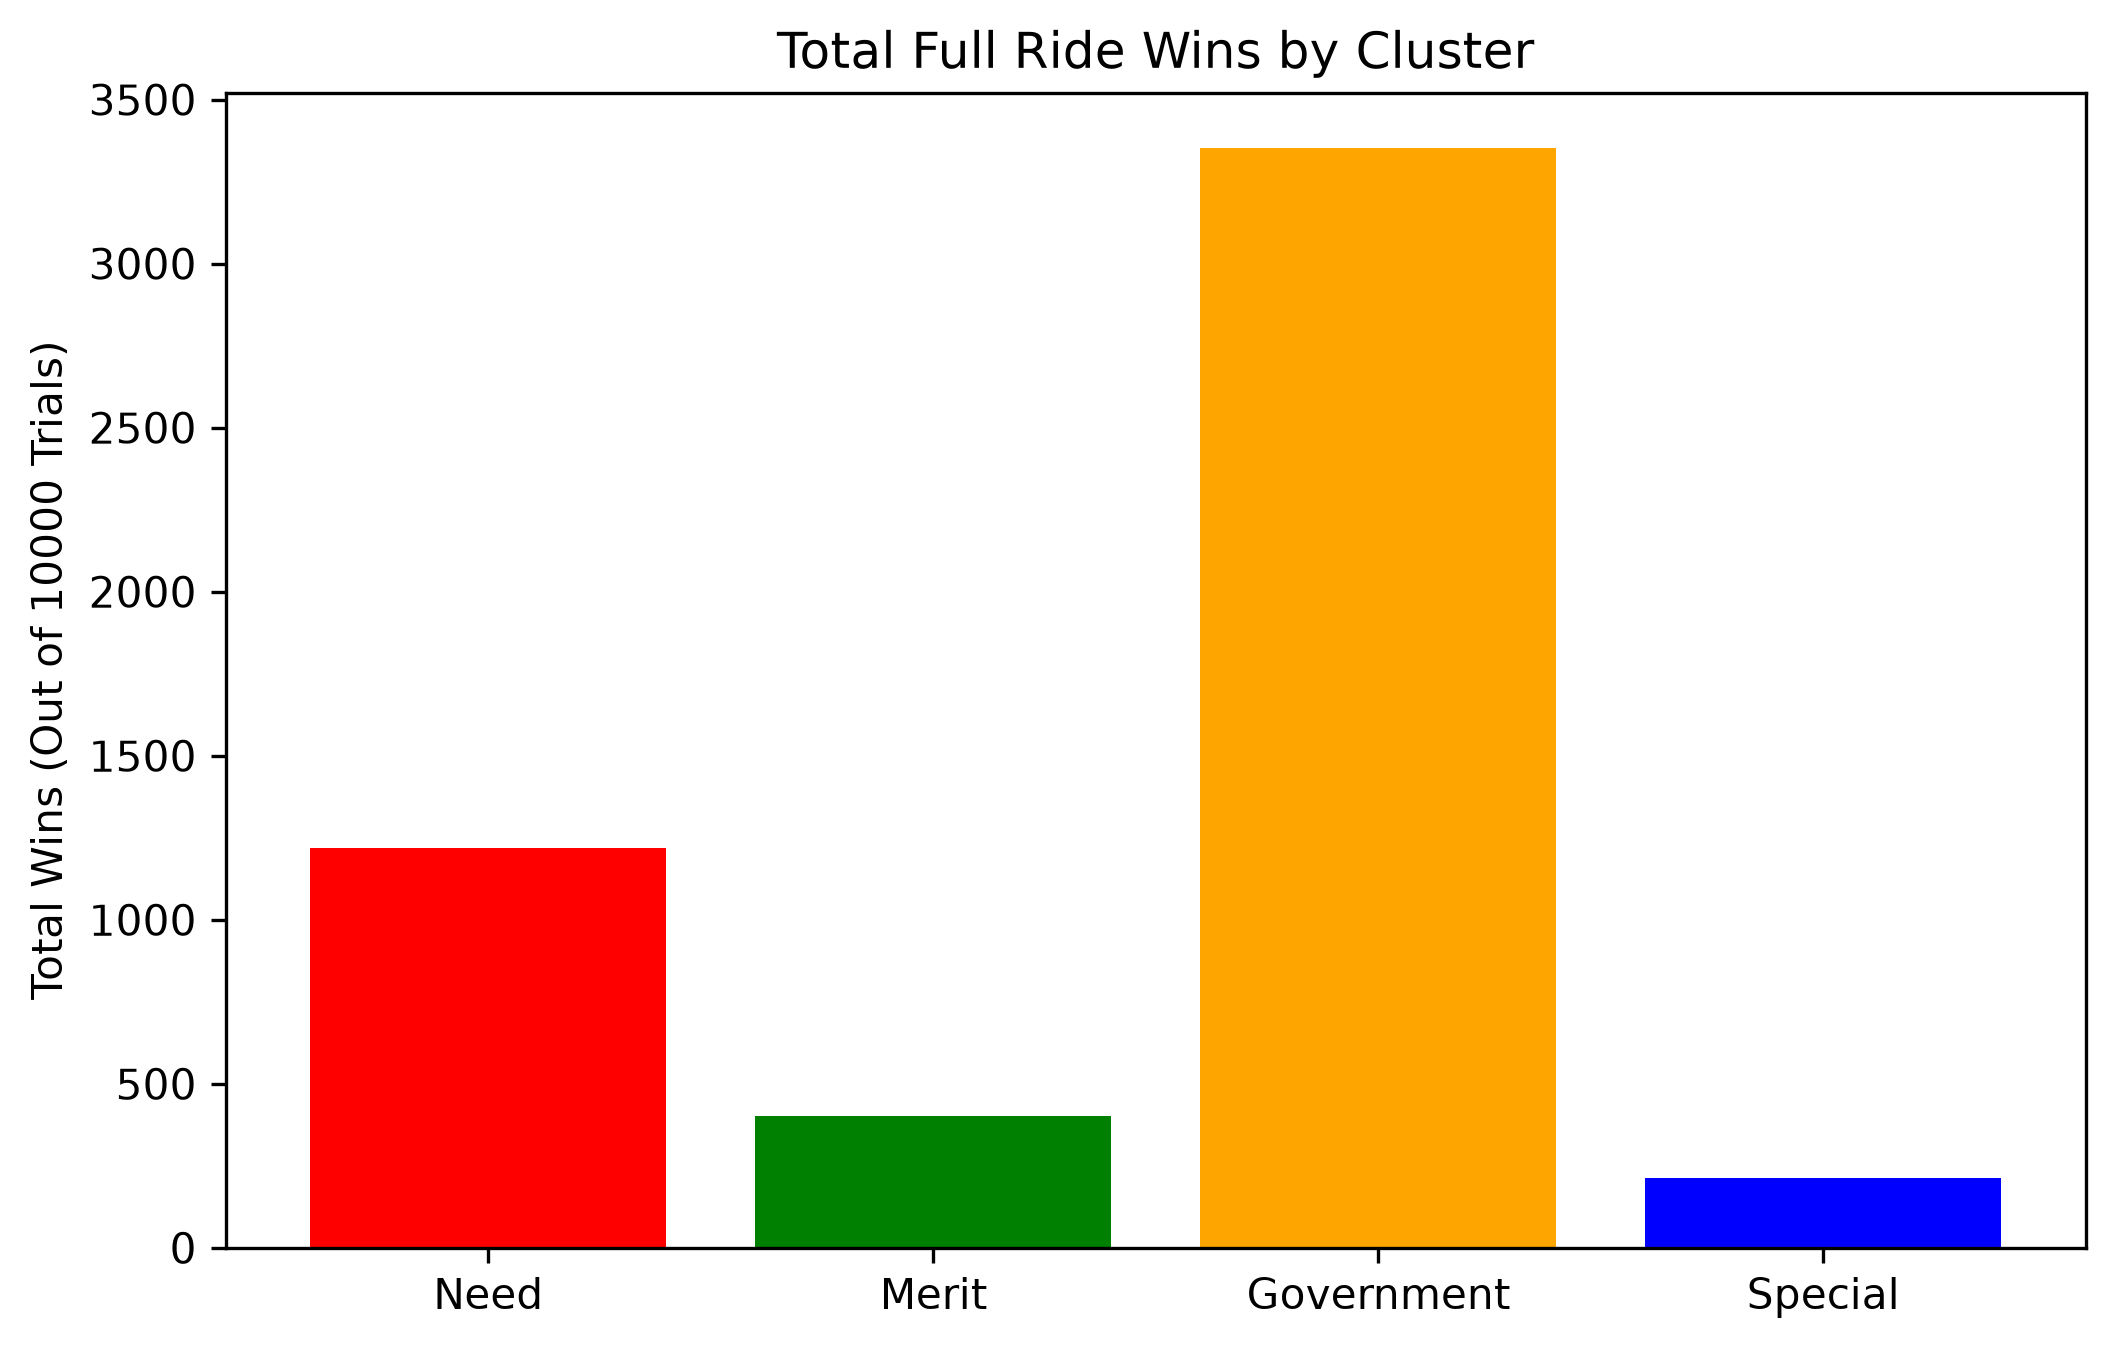 Total Full Ride Wins by Cluster
Total Wins (Out of 10000 Trials)
3500
3000
2500
2000
1500
1000
500
0
Need
Merit
Government
Special